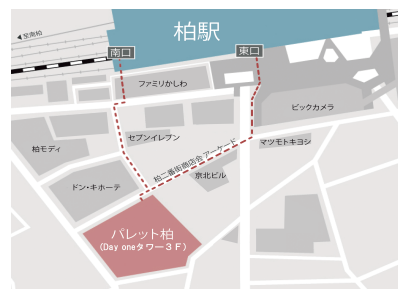 柏駅
至南柏
南口
東口
ファミリかしわ
ビックカメラ
セブンイレブン
柏モディ
マツモトキヨシ
柏二番街商店会 アーケード
京北ビル
ドン・キホーテ
パレット柏
(Day oneタワー３Ｆ)